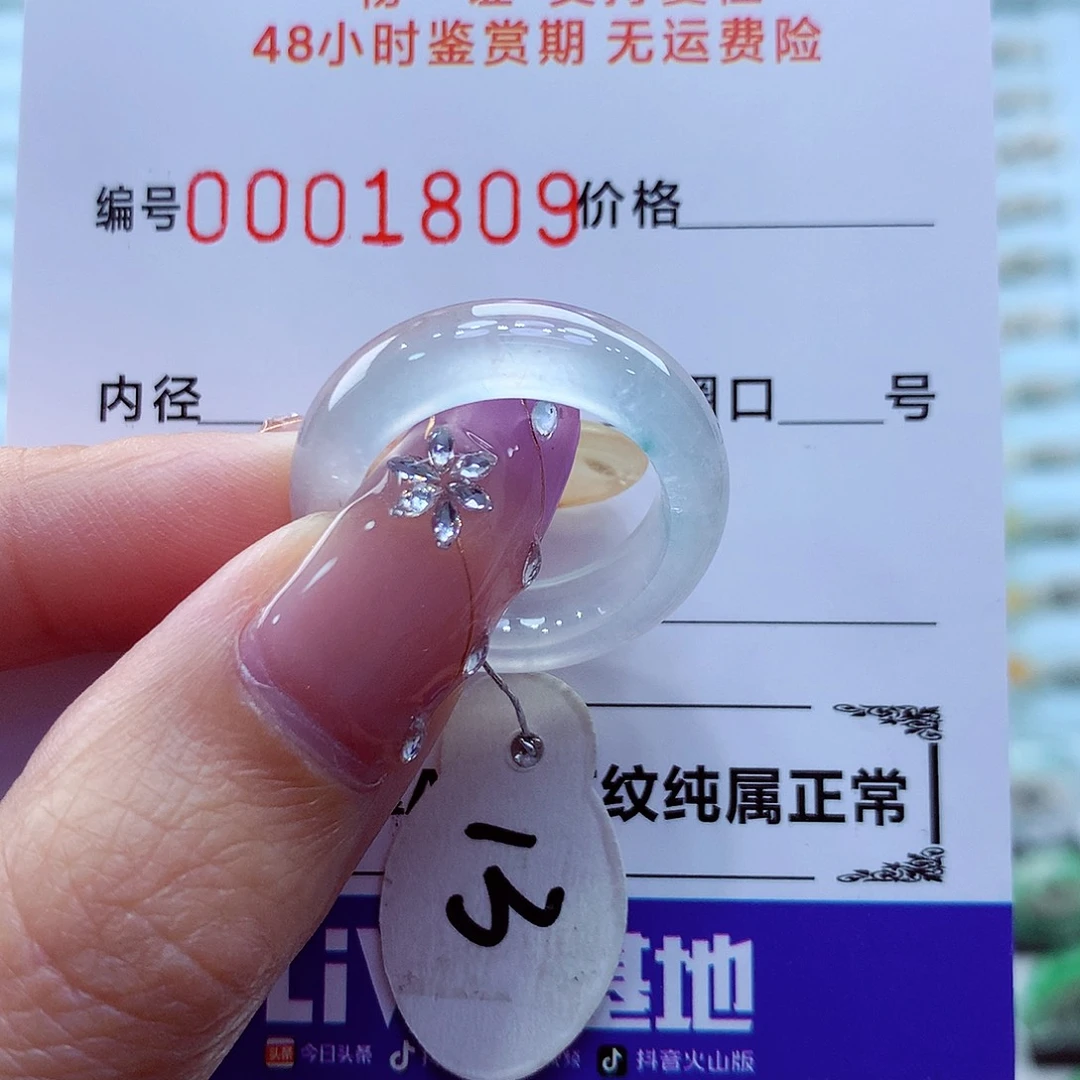 48小时鉴赏期 无运费险
编号0001809价格
内径
口 号
纹纯属正常
13
LiV 基地
今日头条 抖音火山版